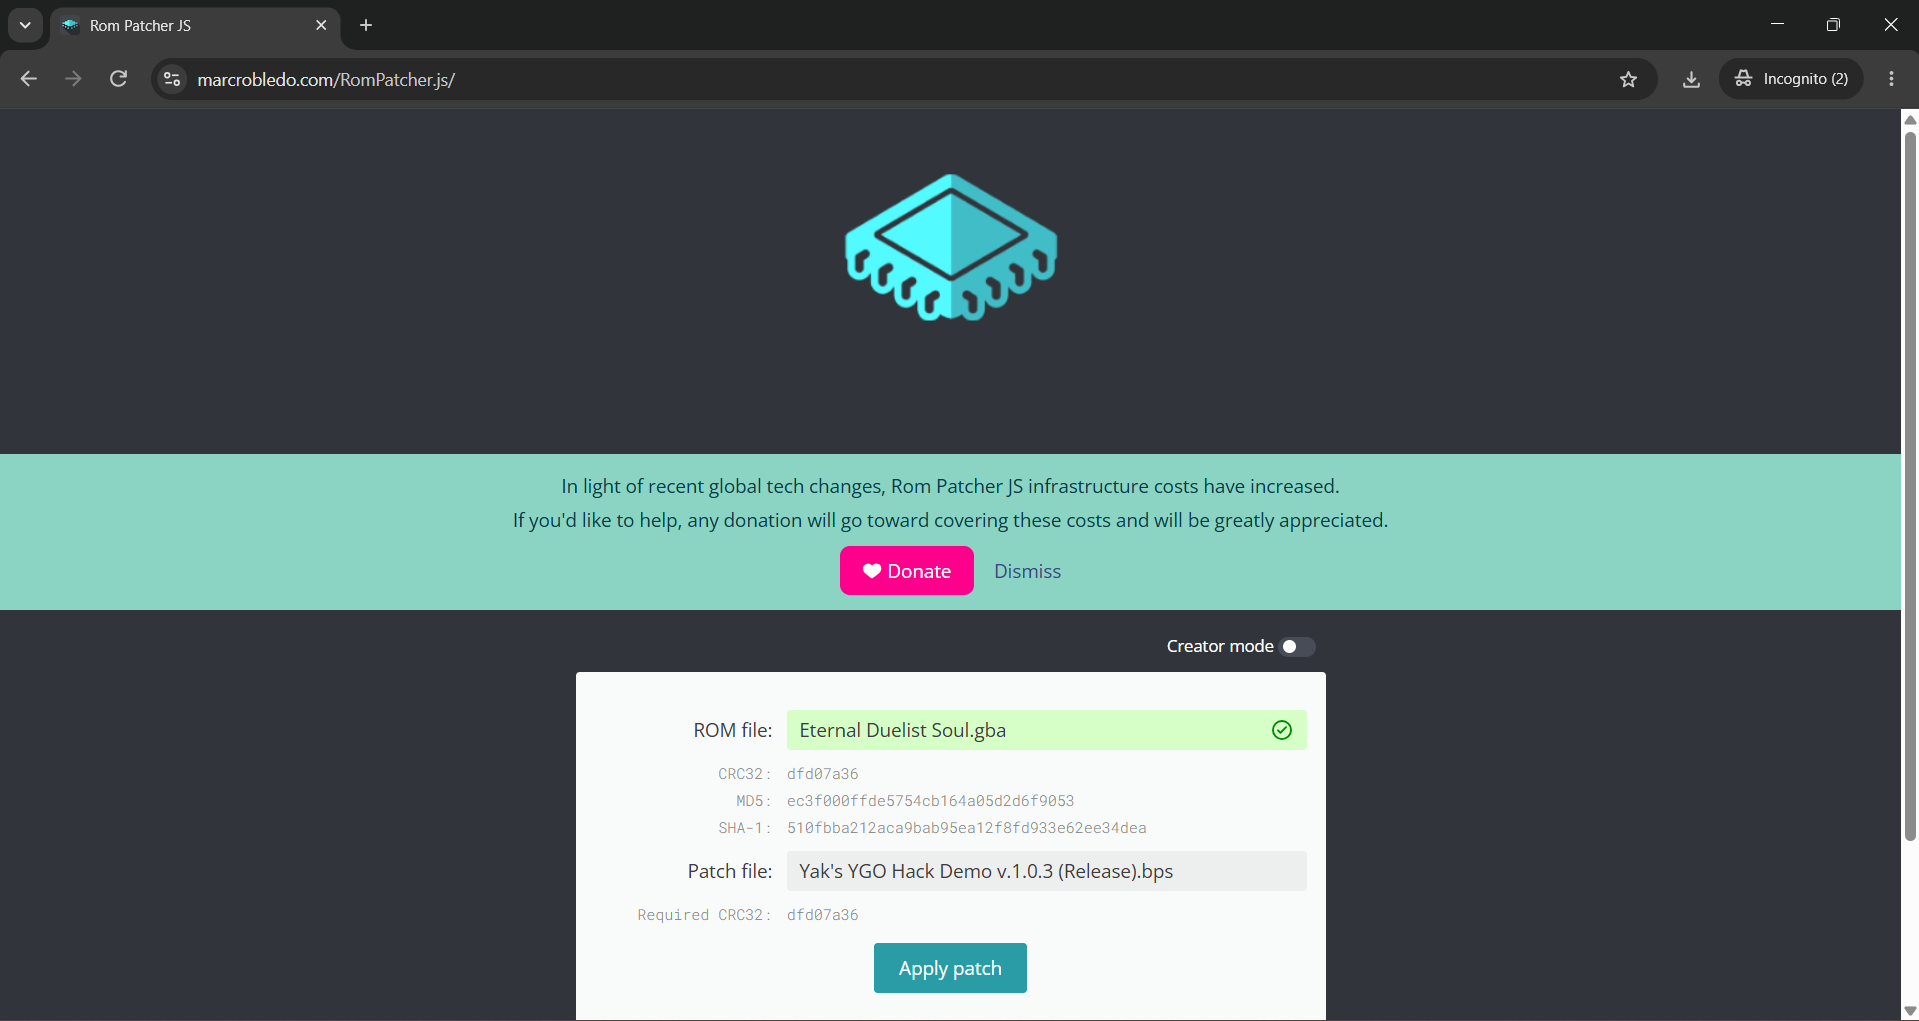 Rom Patcher JS
marcrobledo.com/RomPatcher.js/
Incognito (2)
In light of recent global tech changes, Rom Patcher JS infrastructure costs have increased.
If you'd like to help, any donation will go toward covering these costs and will be greatly appreciated.
Donate
Dismiss
Creator mode
ROM file: Eternal Duelist Soul.gba
CRC32: dfd07a36
MD5: ec3f000ffde5754cb164a05d2d6f9053
SHA-1: 510fbba212aca9bab95ea12f8fd933e62ee34dea
Patch file: Yak's YGO Hack Demo v.1.0.3 (Release).bps
Required CRC32: dfd07a36
Apply patch